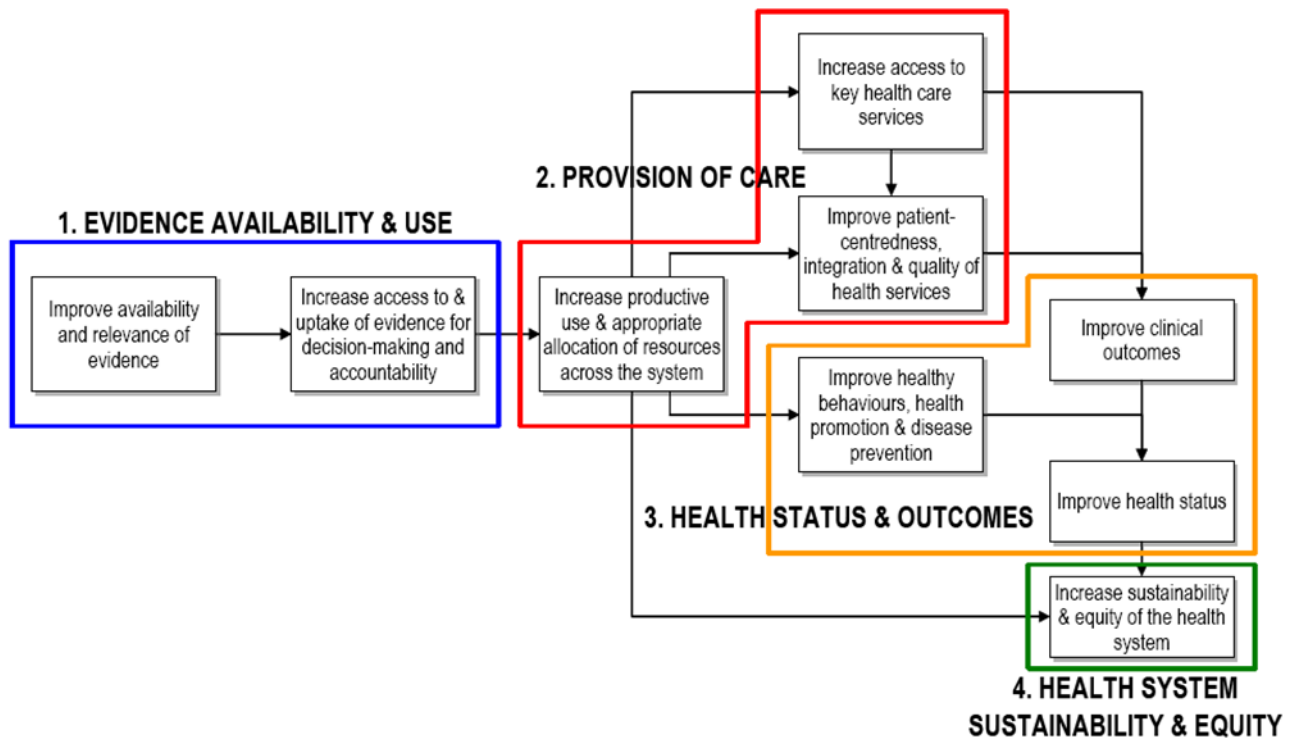 Increase access to
key health care
services
2. PROVISION OF CARE
1. EVIDENCE AVAILABILITY & USE
Improve patient-
centredness,
integration & quality of
health services
Improve availability
and relevance of
evidence
Increase access to &
uptake of evidence for
decision-making and
accountability
Increase productive
use & appropriate
allocation of resources
across the system
Improve clinical
outcomes
Improve healthy
behaviours, health
promotion & disease
prevention
3. HEALTH STATUS & OUTCOMES
Improve health status
Increase sustainability
& equity of the health
system
4. HEALTH SYSTEM
SUSTAINABILITY & EQUITY